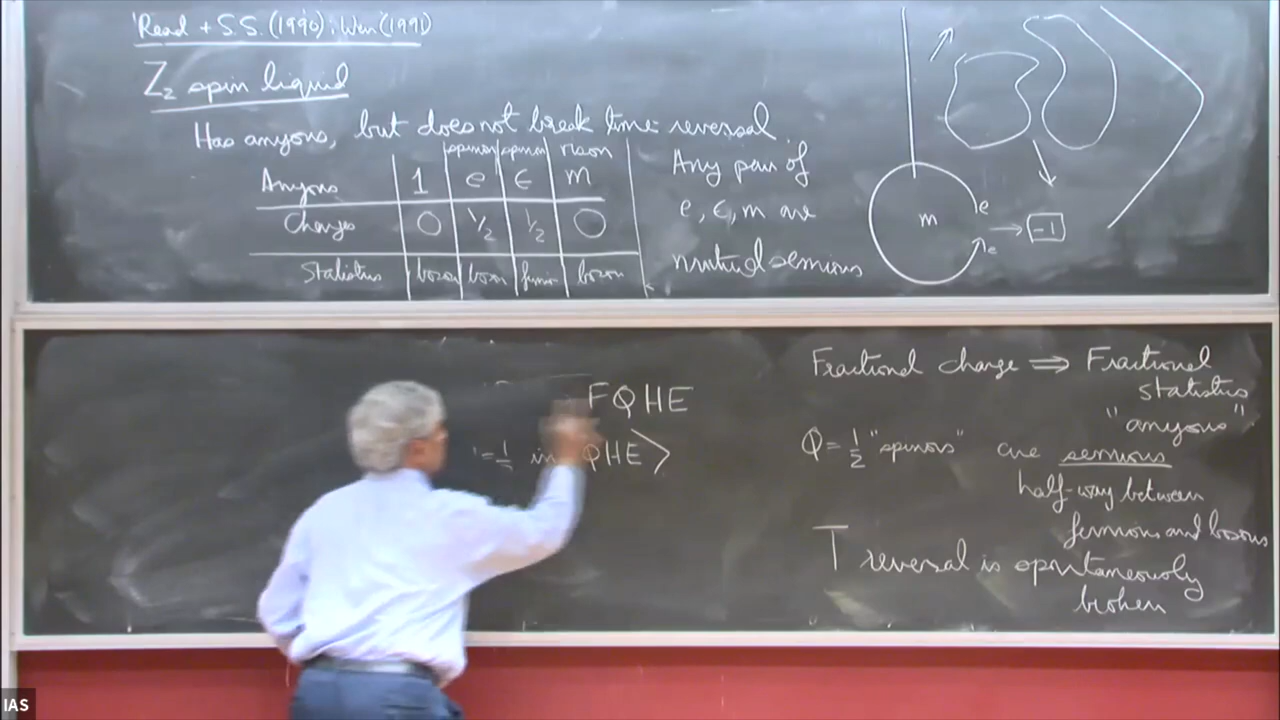 Read + S.S. (1990); Wen (1991)
Z₂ spin liquid
Has anyons, but does not break time-reversal
spinon spinon vison
Anyons 1 e ε m
Charges 0 1/2 1/2 0
Statistics boson boson fermion boson
Any pair of
e, ε, m are
mutual semions
m
e
e
-1
FQHE
QHE>
Fractional charge ⇒ Fractional
statistics
"anyons"
Q = 1/2 "spinons" are semions
half-way between
fermions and bosons
T reversal is spontaneously
broken
IAS